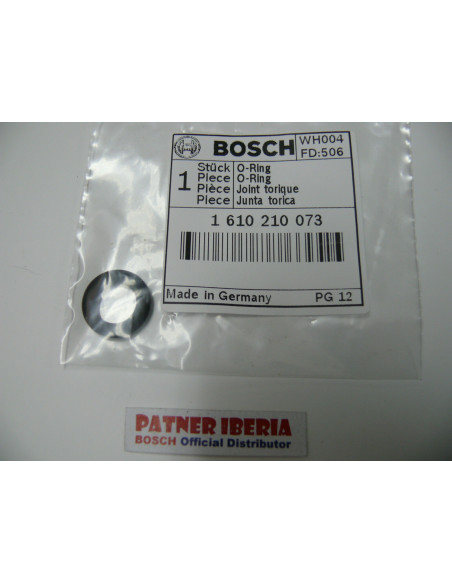 BOSCH
WH004
FD:506
1
Stück O-Ring
Piece O-Ring
Pièce Joint torique
Piece Junta torica
1 610 210 073
Made in Germany PG 12
PATNER IBERIA
BOSCH Official Distributor